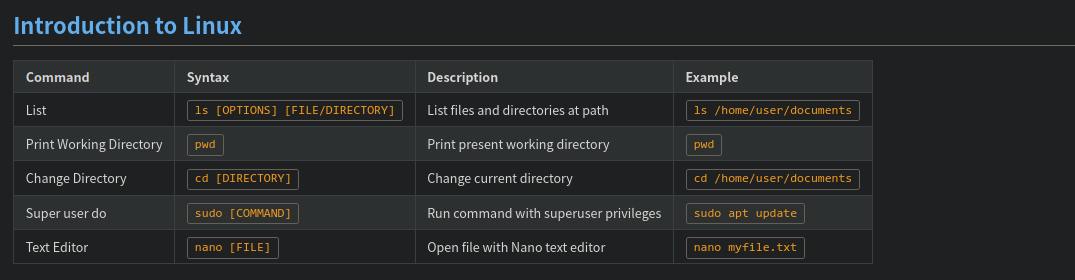 Introduction to Linux
Command Syntax Description Example
List ls [OPTIONS] [FILE/DIRECTORY] List files and directories at path ls /home/user/documents
Print Working Directory pwd Print present working directory pwd
Change Directory cd [DIRECTORY] Change current directory cd /home/user/documents
Super user do sudo [COMMAND] Run command with superuser privileges sudo apt update
Text Editor nano [FILE] Open file with Nano text editor nano myfile.txt